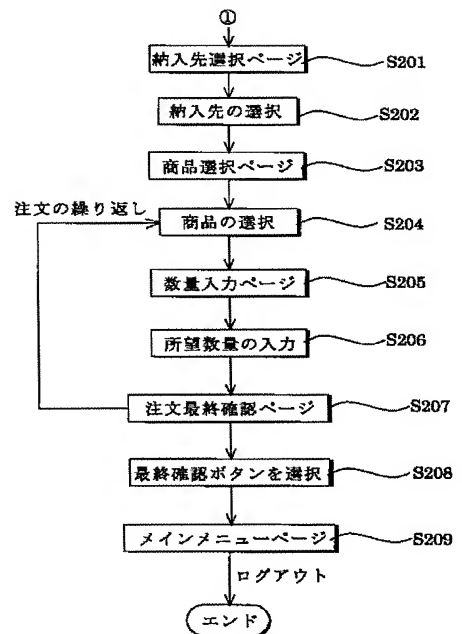 ①
納入先選択ページ
S201
納入先の選択
S202
商品選択ページ
S203
注文の繰り返し
商品の選択
S204
数量入力ページ
S205
所望数量の入力
S206
注文最終確認ページ
S207
最終確認ボタンを選択
S208
メインメニューページ
S209
ログアウト
エンド